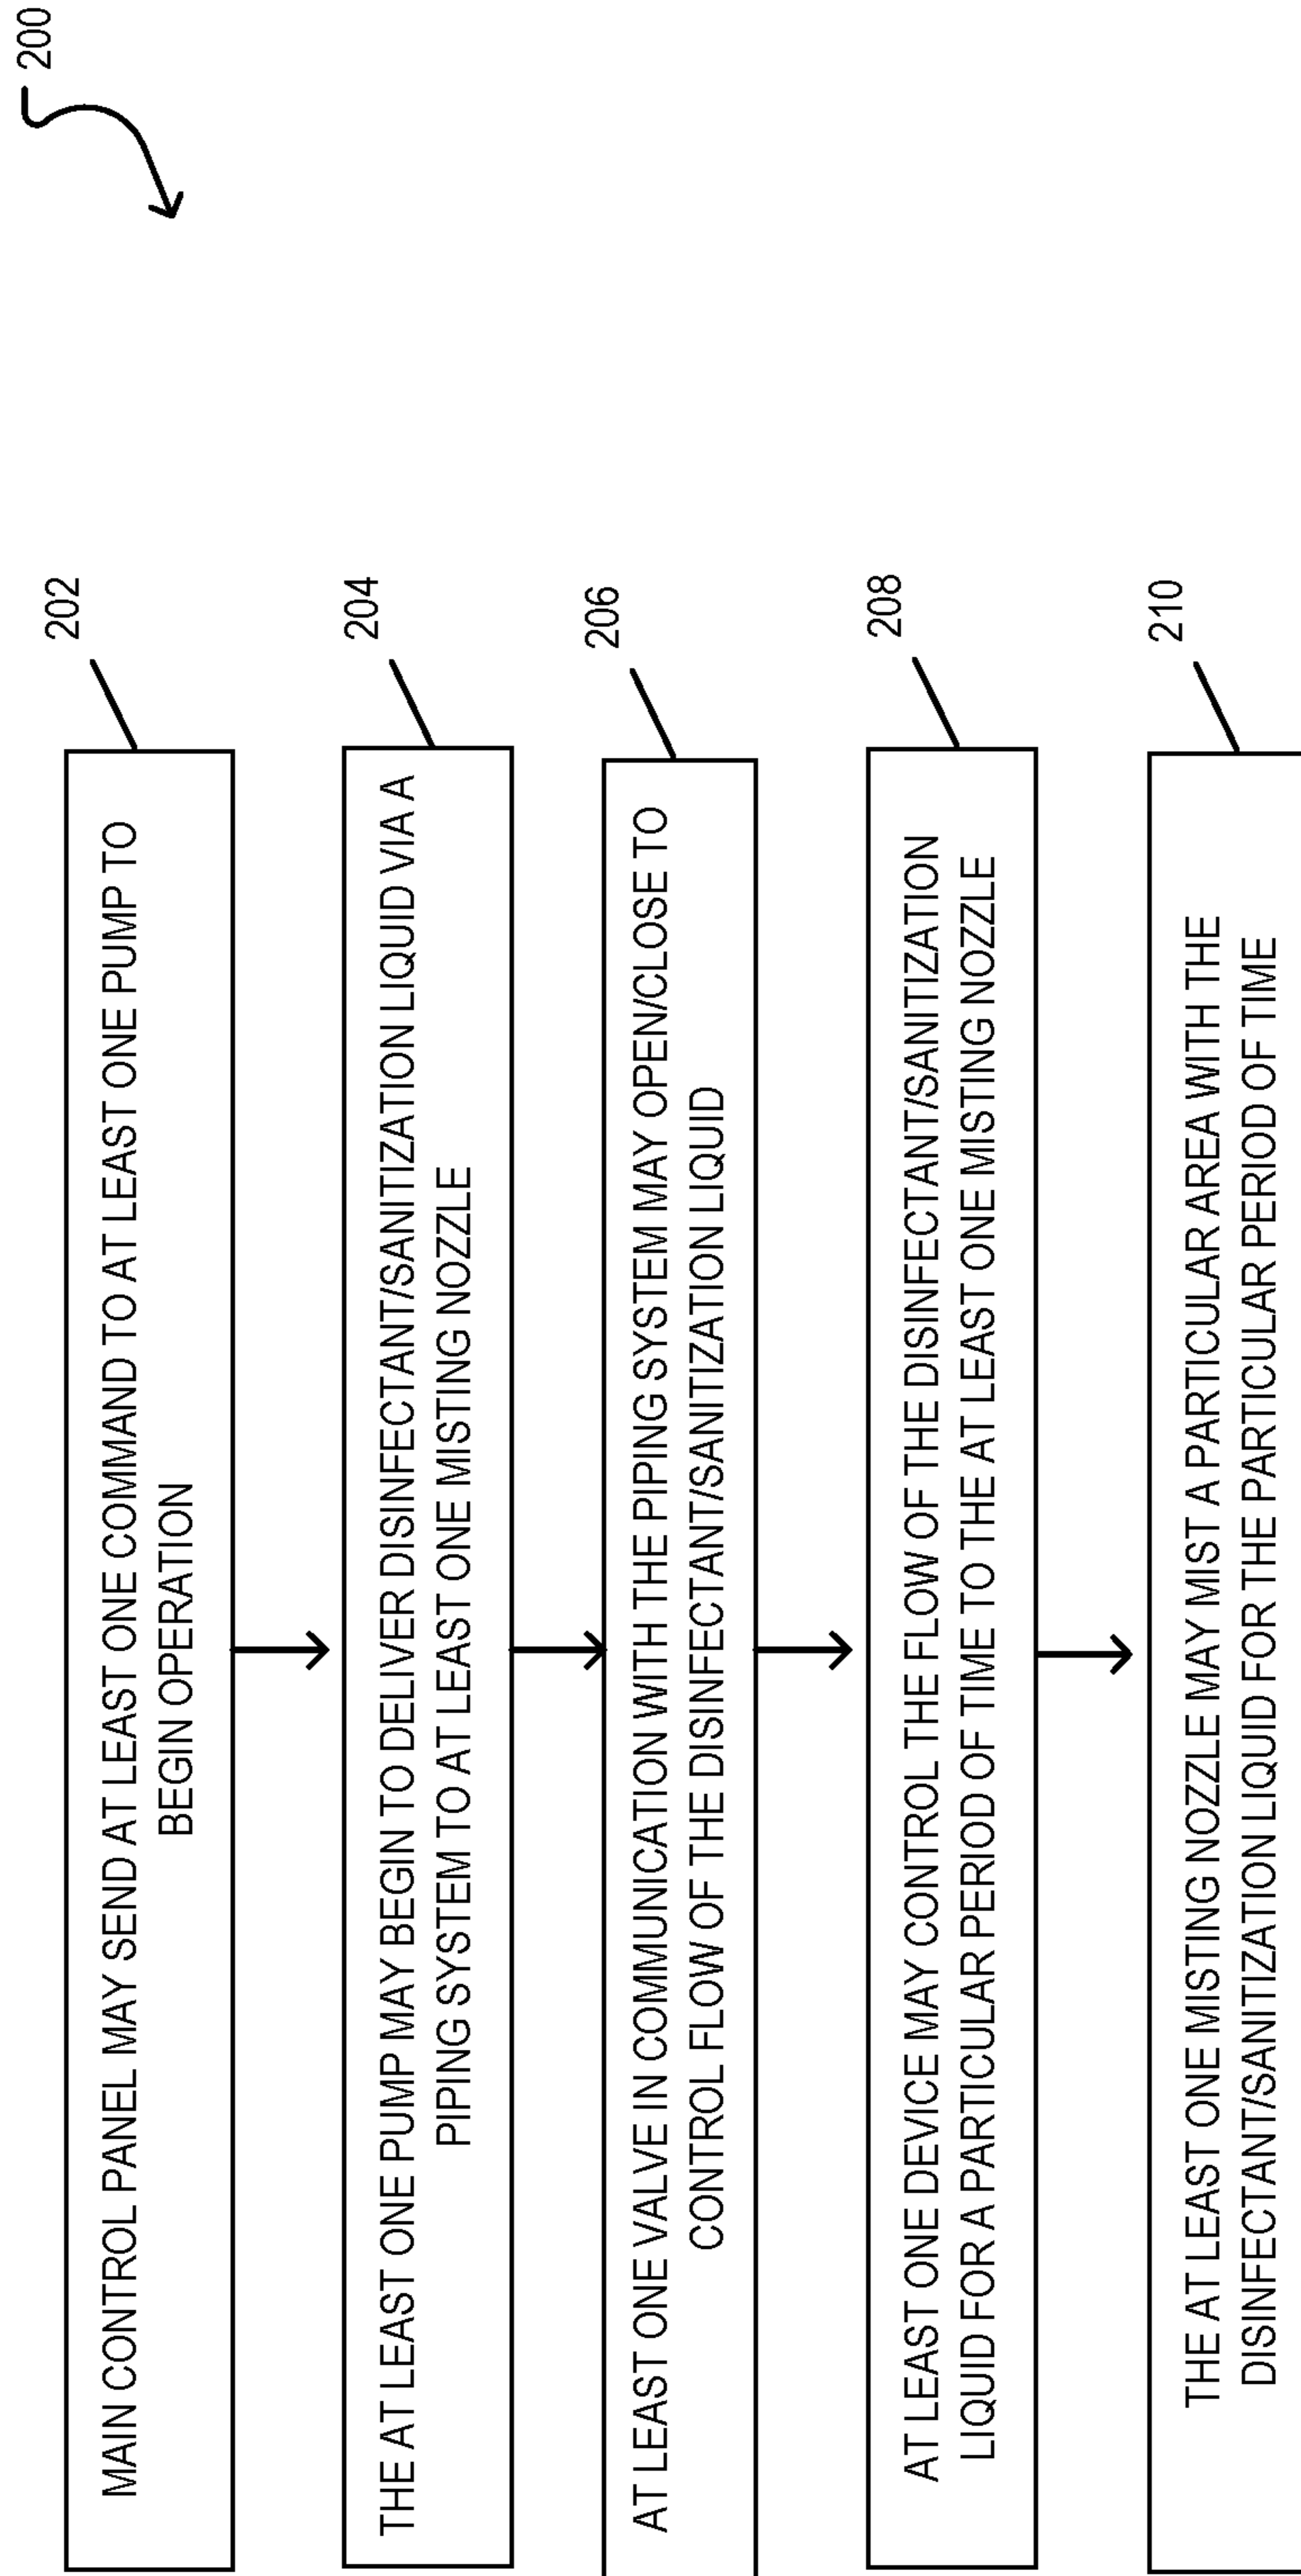 200
202
MAIN CONTROL PANEL MAY SEND AT LEAST ONE COMMAND TO AT LEAST ONE PUMP TO
BEGIN OPERATION
204
THE AT LEAST ONE PUMP MAY BEGIN TO DELIVER DISINFECTANT/SANITIZATION LIQUID VIA A
PIPING SYSTEM TO AT LEAST ONE MISTING NOZZLE
206
AT LEAST ONE VALVE IN COMMUNICATION WITH THE PIPING SYSTEM MAY OPEN/CLOSE TO
CONTROL FLOW OF THE DISINFECTANT/SANITIZATION LIQUID
208
AT LEAST ONE DEVICE MAY CONTROL THE FLOW OF THE DISINFECTANT/SANITIZATION
LIQUID FOR A PARTICULAR PERIOD OF TIME TO THE AT LEAST ONE MISTING NOZZLE
210
THE AT LEAST ONE MISTING NOZZLE MAY MIST A PARTICULAR AREA WITH THE
DISINFECTANT/SANITIZATION LIQUID FOR THE PARTICULAR PERIOD OF TIME